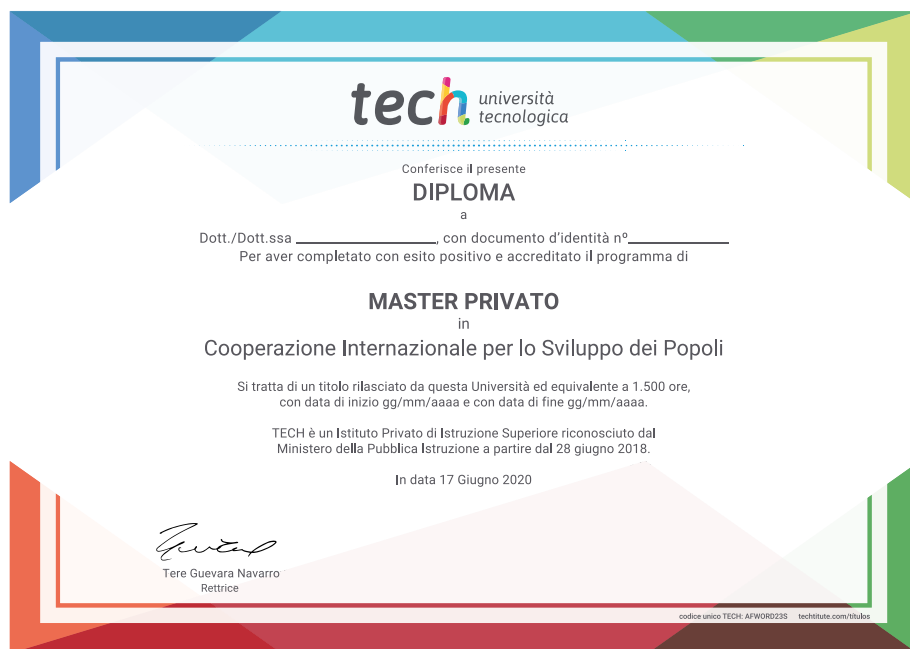 tech università
tecnologica
Conferisce il presente
DIPLOMA
a
Dott./Dott.ssa ________________, con documento d'identità nº____________
Per aver completato con esito positivo e accreditato il programma di
MASTER PRIVATO
in
Cooperazione Internazionale per lo Sviluppo dei Popoli
Si tratta di un titolo rilasciato da questa Università ed equivalente a 1.500 ore,
con data di inizio gg/mm/aaaa e con data di fine gg/mm/aaaa.
TECH è un Istituto Privato di Istruzione Superiore riconosciuto dal
Ministero della Pubblica Istruzione a partire dal 28 giugno 2018.
In data 17 Giugno 2020
Tere Guevara Navarro
Rettrice
codice unico TECH: AFWORD23S techtitute.com/títulos